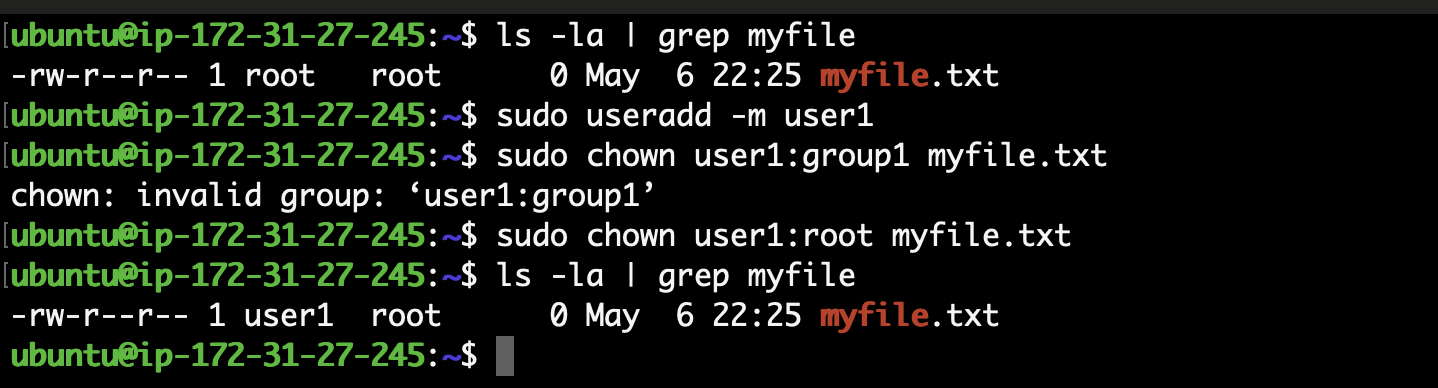 [ubuntu@ip-172-31-27-245:~$ ls -la | grep myfile
-rw-r--r-- 1 root   root      0 May  6 22:25 myfile.txt
[ubuntu@ip-172-31-27-245:~$ sudo useradd -m user1
[ubuntu@ip-172-31-27-245:~$ sudo chown user1:group1 myfile.txt
chown: invalid group: ‘user1:group1’
[ubuntu@ip-172-31-27-245:~$ sudo chown user1:root myfile.txt
[ubuntu@ip-172-31-27-245:~$ ls -la | grep myfile
-rw-r--r-- 1 user1  root      0 May  6 22:25 myfile.txt
ubuntu@ip-172-31-27-245:~$